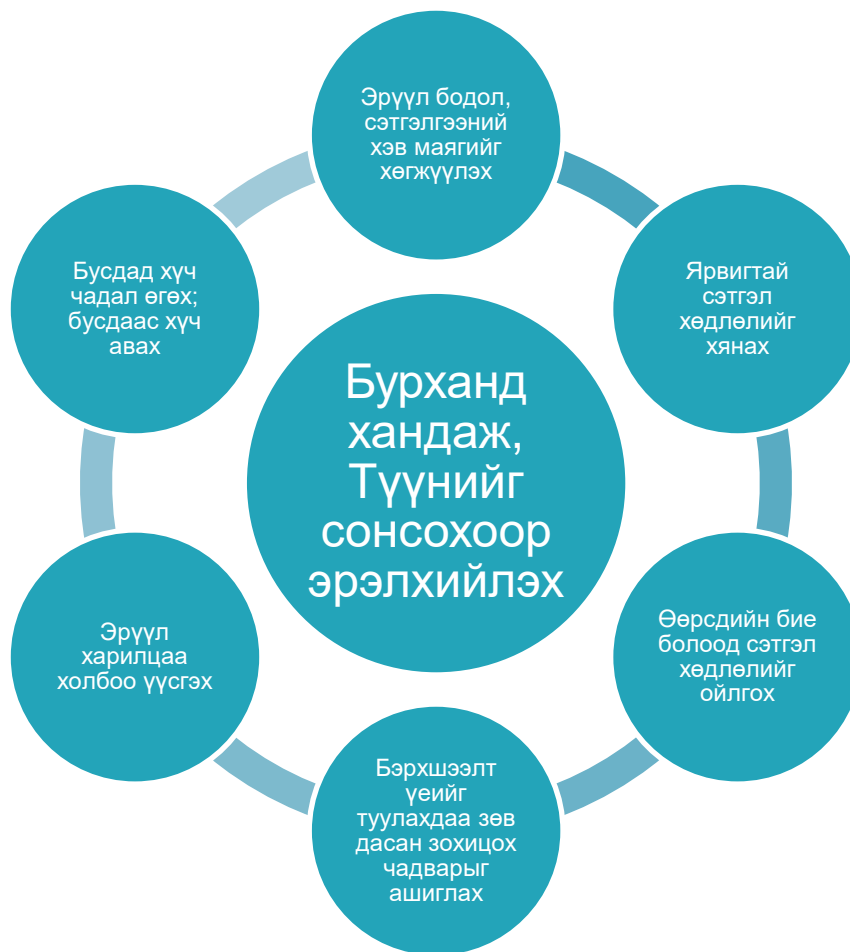 Эрүүл бодол,
сэтгэлгээний
хэв маягийг
хөгжүүлэх
Ярвигтай
сэтгэл
хөдлөлийг
хянах
Өөрсдийн бие
болоод сэтгэл
хөдлөлийг
ойлгох
Бэрхшээлт
үеийг
туулахдаа зөв
дасан зохицох
чадварыг
ашиглах
Эрүүл
харилцаа
холбоо үүсгэх
Бусдад хүч
чадал өгөх;
бусдаас хүч
авах
Бурханд
хандаж,
Түүнийг
сонсохоор
эрэлхийлэх